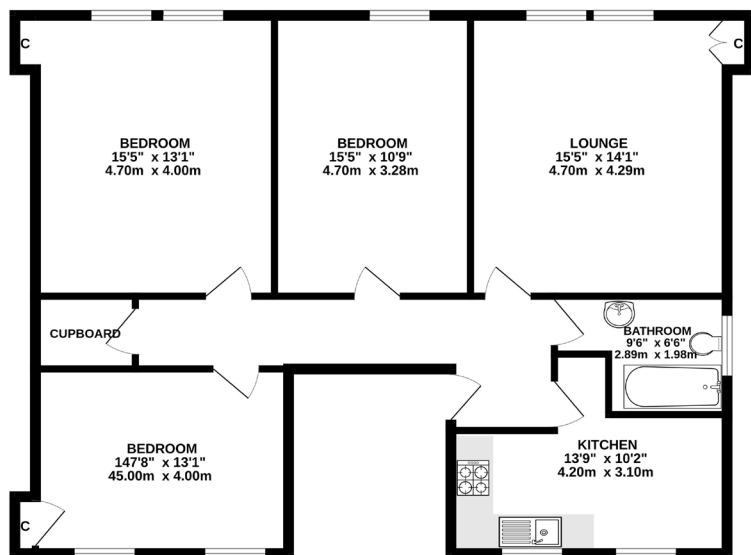 C
C
BEDROOM
15'5" x 13'1"
4.70m x 4.00m
BEDROOM
15'5" x 10'9"
4.70m x 3.28m
LOUNGE
15'5" x 14'1"
4.70m x 4.29m
CUPBOARD
BATHROOM
9'6" x 6'6"
2.89m x 1.98m
BEDROOM
147'8" x 13'1"
45.00m x 4.00m
KITCHEN
13'9" x 10'2"
4.20m x 3.10m
C